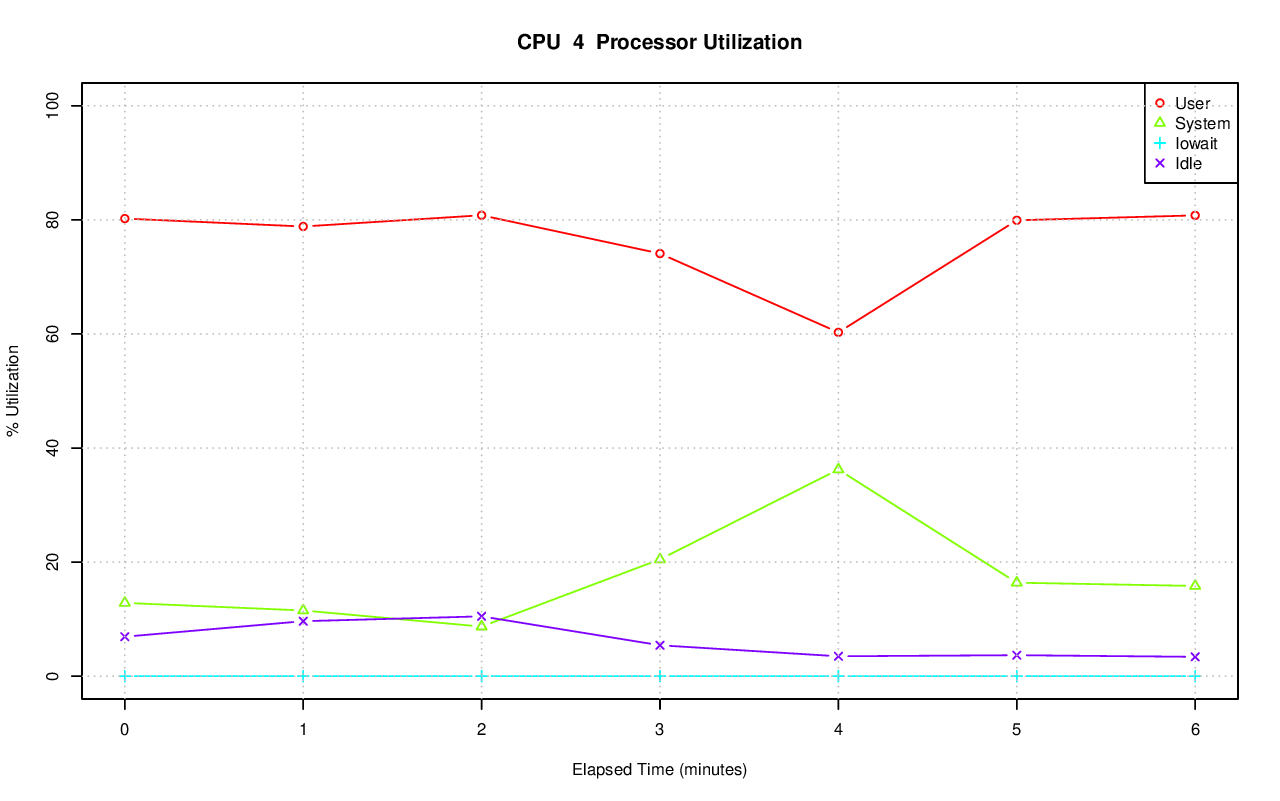 CPU  4  Processor Utilization
User
System
Iowait
Idle
% Utilization
100
80
60
40
20
0
0 1 2 3 4 5 6
Elapsed Time (minutes)